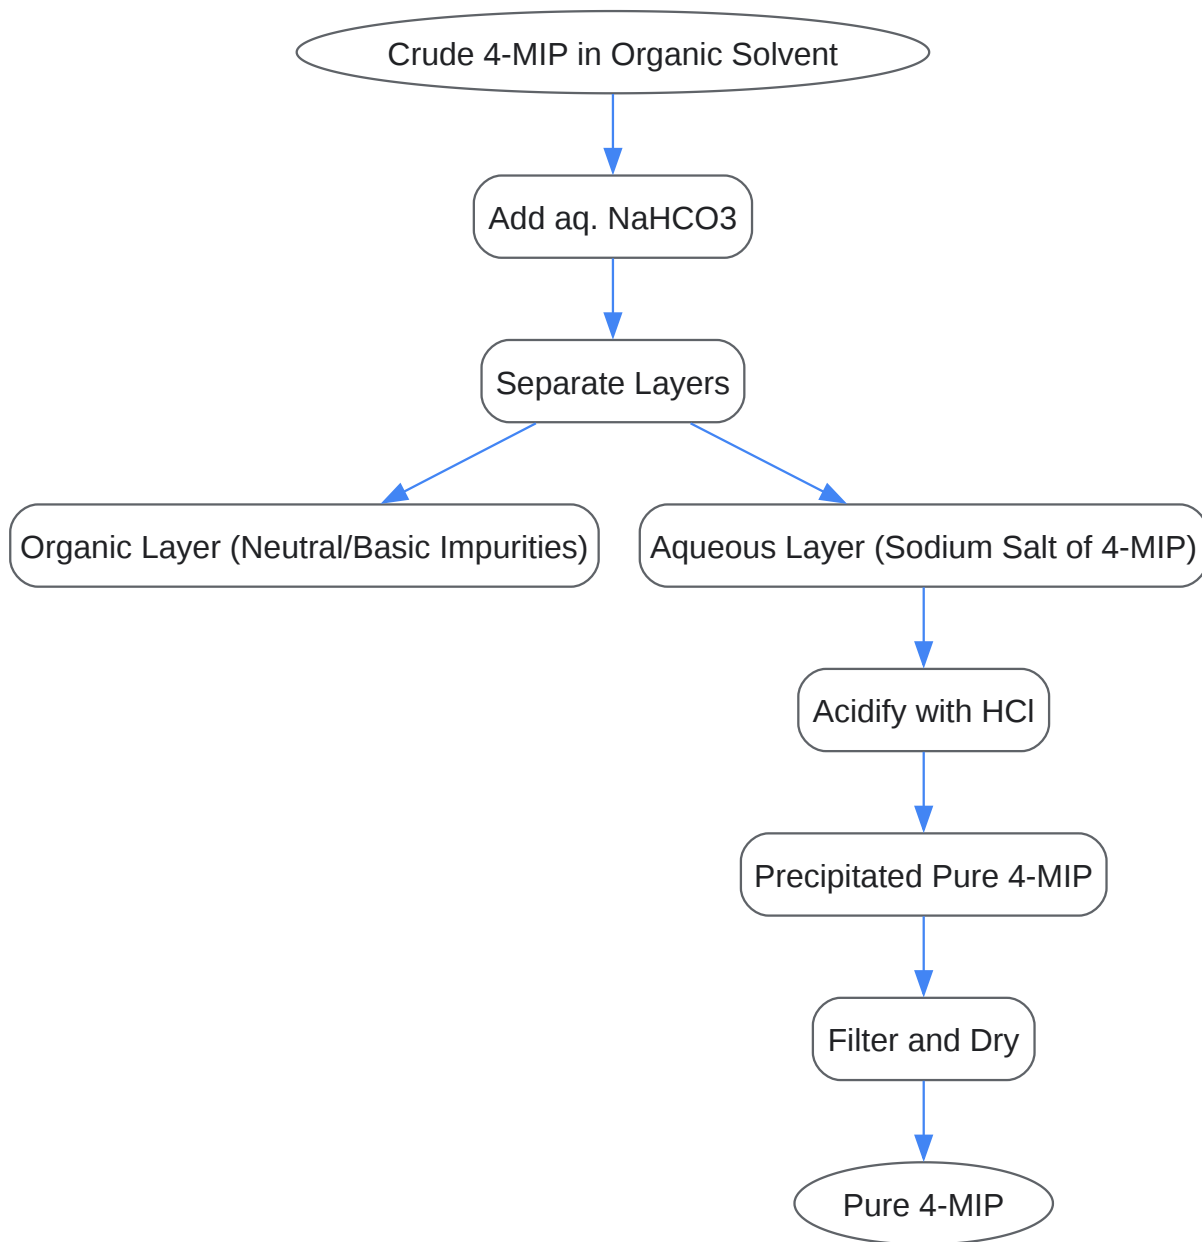 Crude 4-MIP in Organic Solvent
Add aq. NaHCO3
Separate Layers
Organic Layer (Neutral/Basic Impurities)
Aqueous Layer (Sodium Salt of 4-MIP)
Acidify with HCl
Precipitated Pure 4-MIP
Filter and Dry
Pure 4-MIP